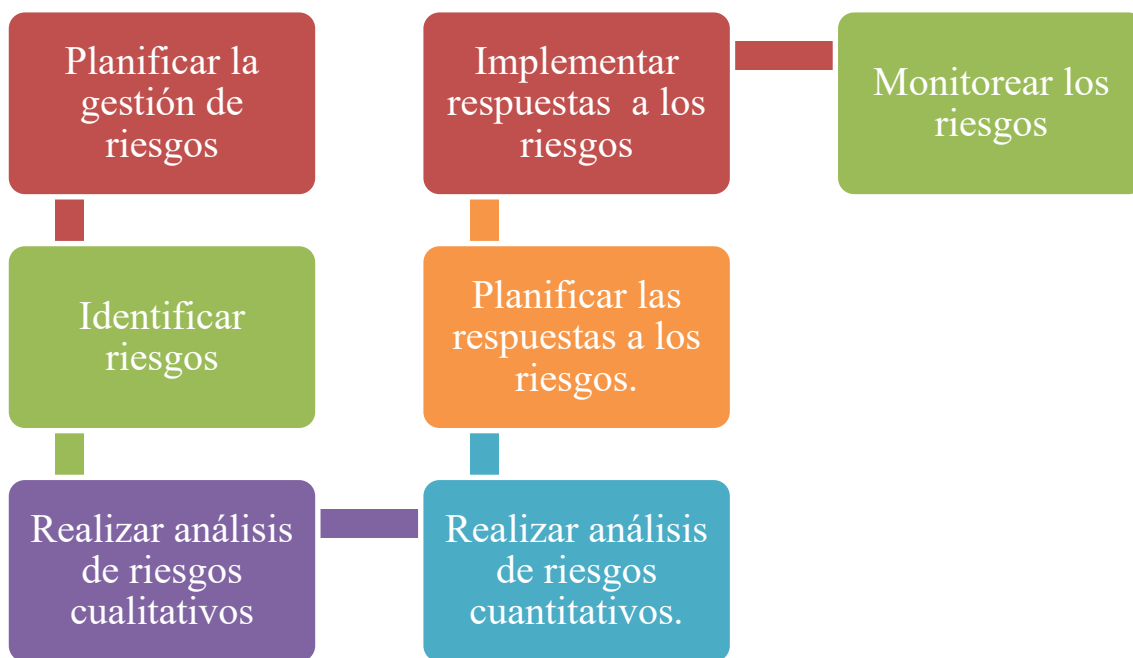 Planificar la
gestión de
riesgos
Identificar
riesgos
Realizar análisis
de riesgos
cualitativos
Realizar análisis
de riesgos
cuantitativos.
Planificar las
respuestas a los
riesgos.
Implementar
respuestas  a los
riesgos
Monitorear los
riesgos